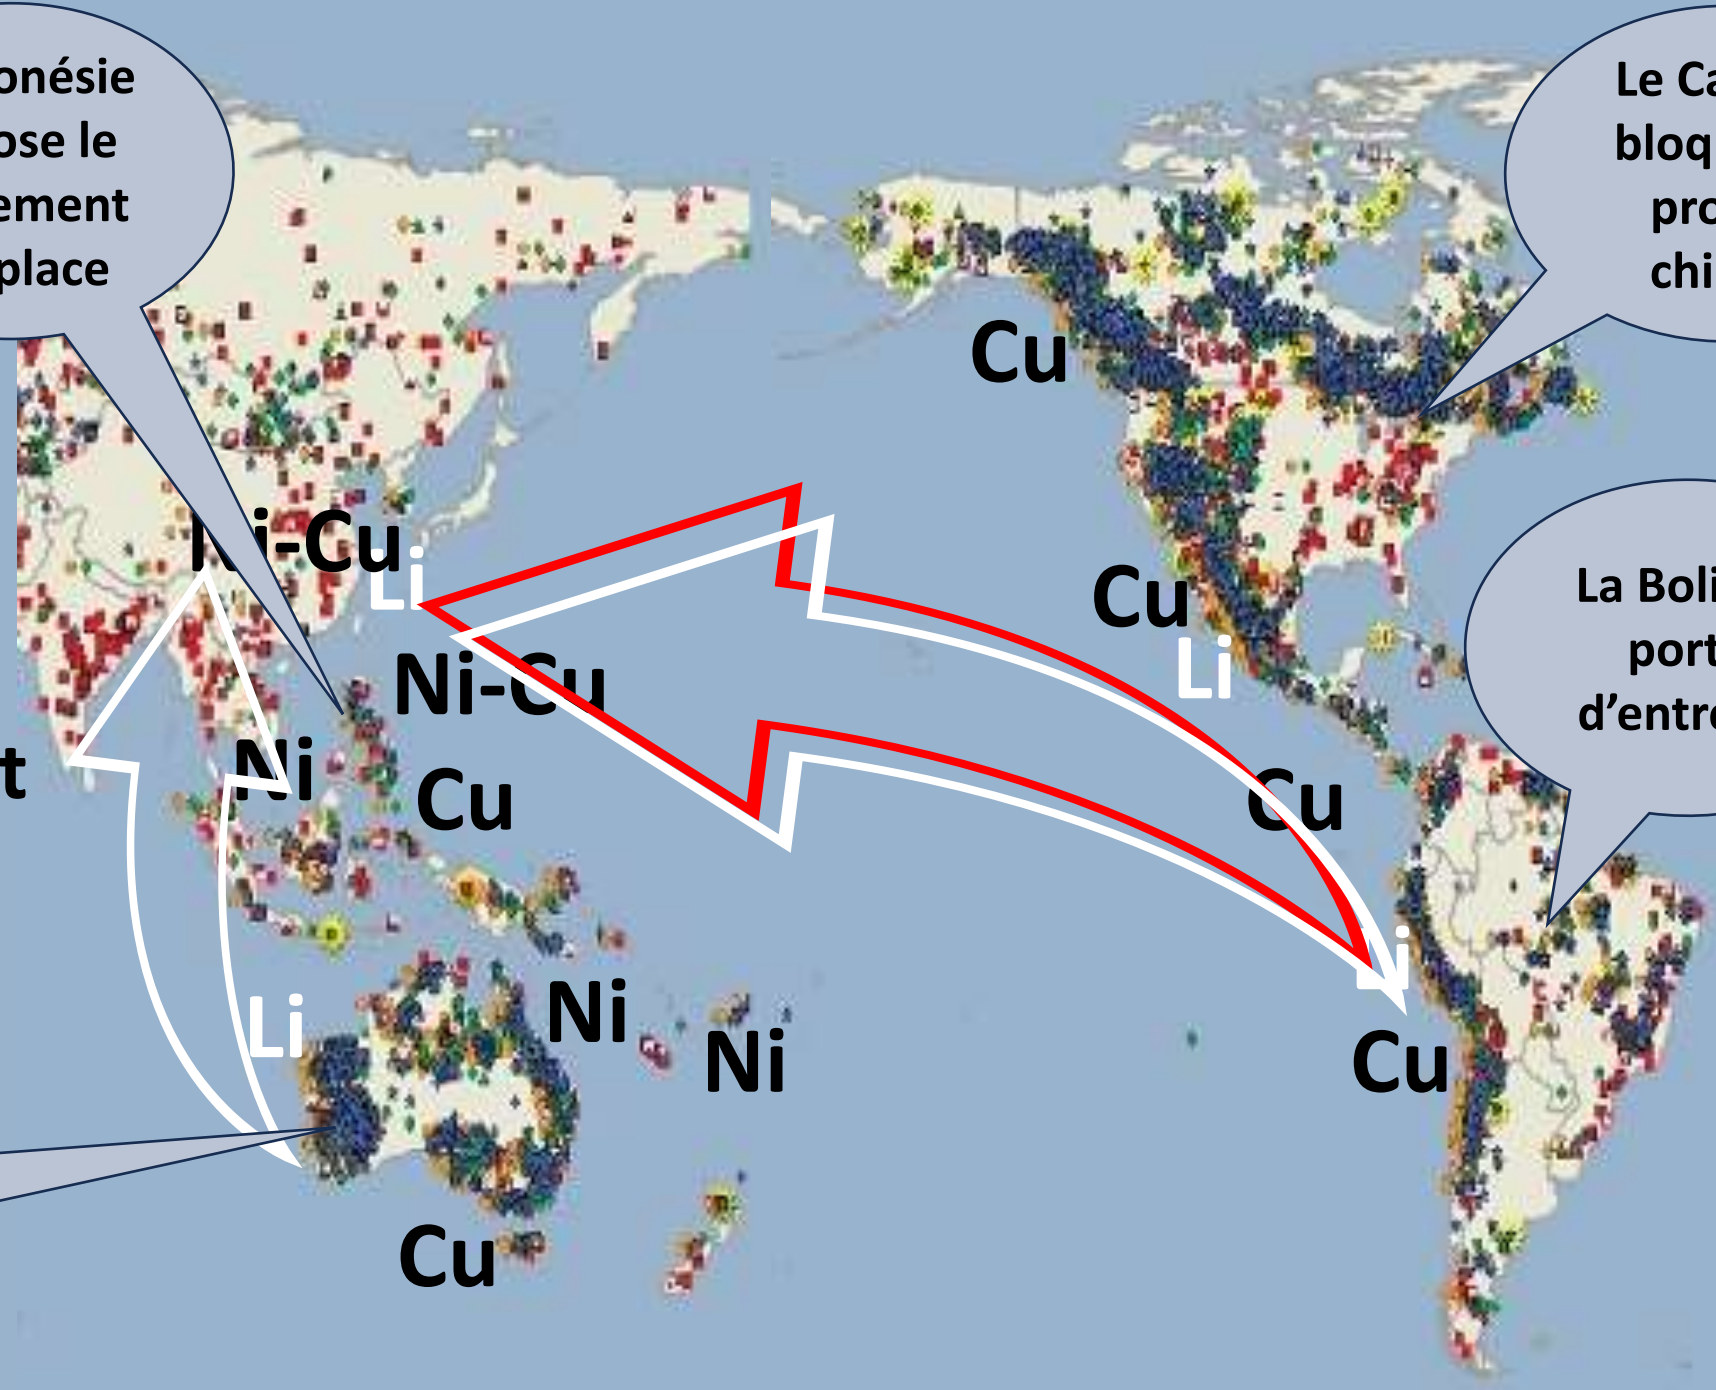 onésie
ose le
ement
place
Le Ca
bloq
pro
chi
Cu
Ni-Cu
Li
Cu
Li
Ni-Cu
La Boli
port
d'entre
t
Ni
Cu
Cu
Li
Li
Ni
Ni
Cu
Cu